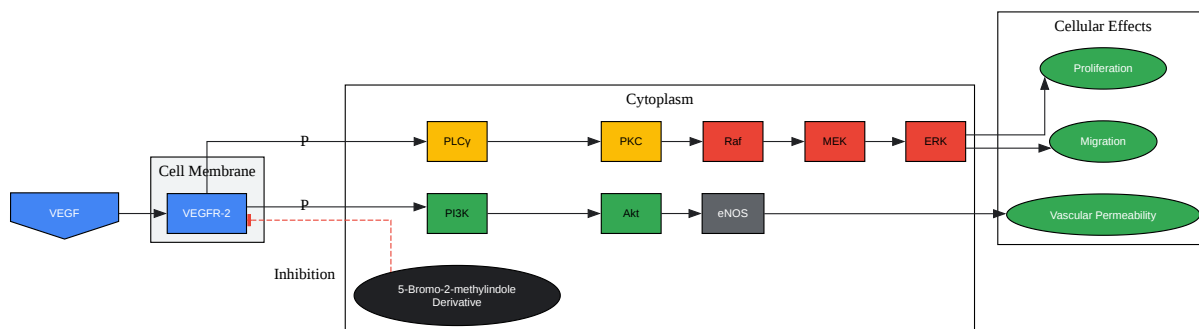 Cellular Effects
Proliferation
Cytoplasm
P
PLCγ
PKC
Raf
MEK
ERK
Migration
Cell Membrane
VEGF
VEGFR-2
P
PI3K
Akt
eNOS
Vascular Permeability
Inhibition
5-Bromo-2-methylindole
Derivative